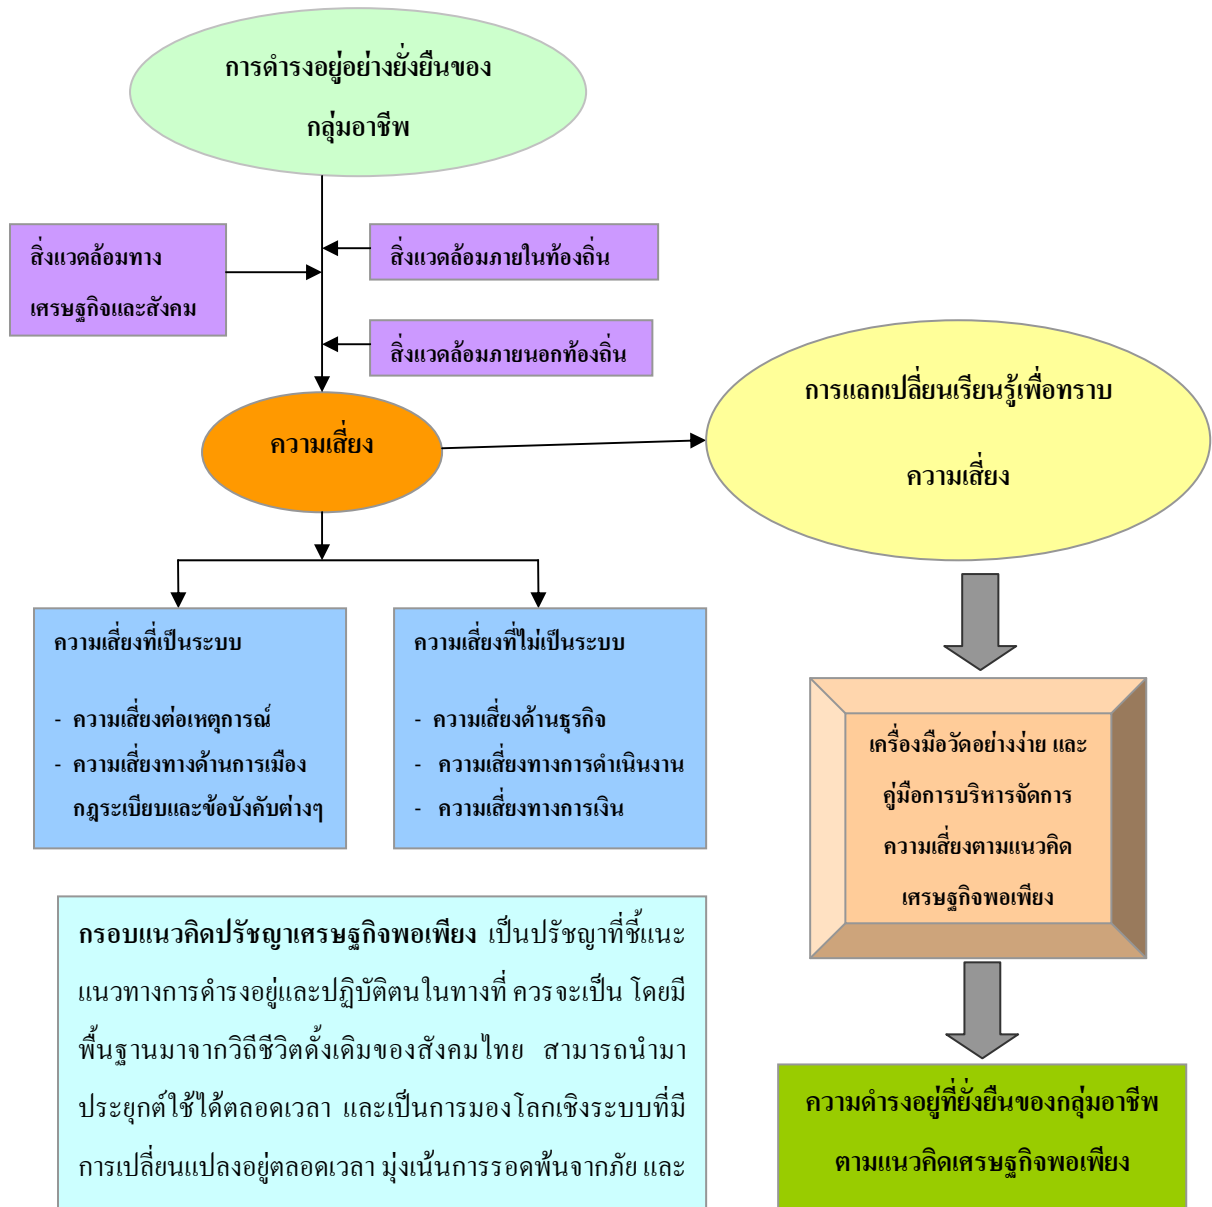 การดำรงอยู่อย่างยั่งยืนของ
กลุ่มอาชีพ
สิ่งแวดล้อมทาง
เศรษฐกิจและสังคม
สิ่งแวดล้อมภายในท้องถิ่น
สิ่งแวดล้อมภายนอกท้องถิ่น
ความเสี่ยง
การแลกเปลี่ยนเรียนรู้เพื่อทราบ
ความเสี่ยง
ความเสี่ยงที่เป็นระบบ
- ความเสี่ยงต่อเหตุการณ์
- ความเสี่ยงทางด้านการเมือง
กฎระเบียบและข้อบังคับต่างๆ
ความเสี่ยงที่ไม่เป็นระบบ
- ความเสี่ยงด้านธุรกิจ
- ความเสี่ยงทางการดำเนินงาน
- ความเสี่ยงทางการเงิน
เครื่องมือวัดอย่างง่าย และ
คู่มือการบริหารจัดการ
ความเสี่ยงตามแนวคิด
เศรษฐกิจพอเพียง
กรอบแนวคิดปรัชญาเศรษฐกิจพอเพียง เป็นปรัชญาที่ชี้แนะ
แนวทางการดำรงอยู่และปฏิบัติตนในทางที่ ควรจะเป็น โดยมี
พื้นฐานมาจากวิถีชีวิตดั้งเดิมของสังคมไทย สามารถนำมา
ประยุกต์ใช้ได้ตลอดเวลา และเป็นการมองโลกเชิงระบบที่มี
การเปลี่ยนแปลงอยู่ตลอดเวลา มุ่งเน้นการรอดพ้นจากภัย และ
ความดำรงอยู่ที่ยั่งยืนของกลุ่มอาชีพ
ตามแนวคิดเศรษฐกิจพอเพียง